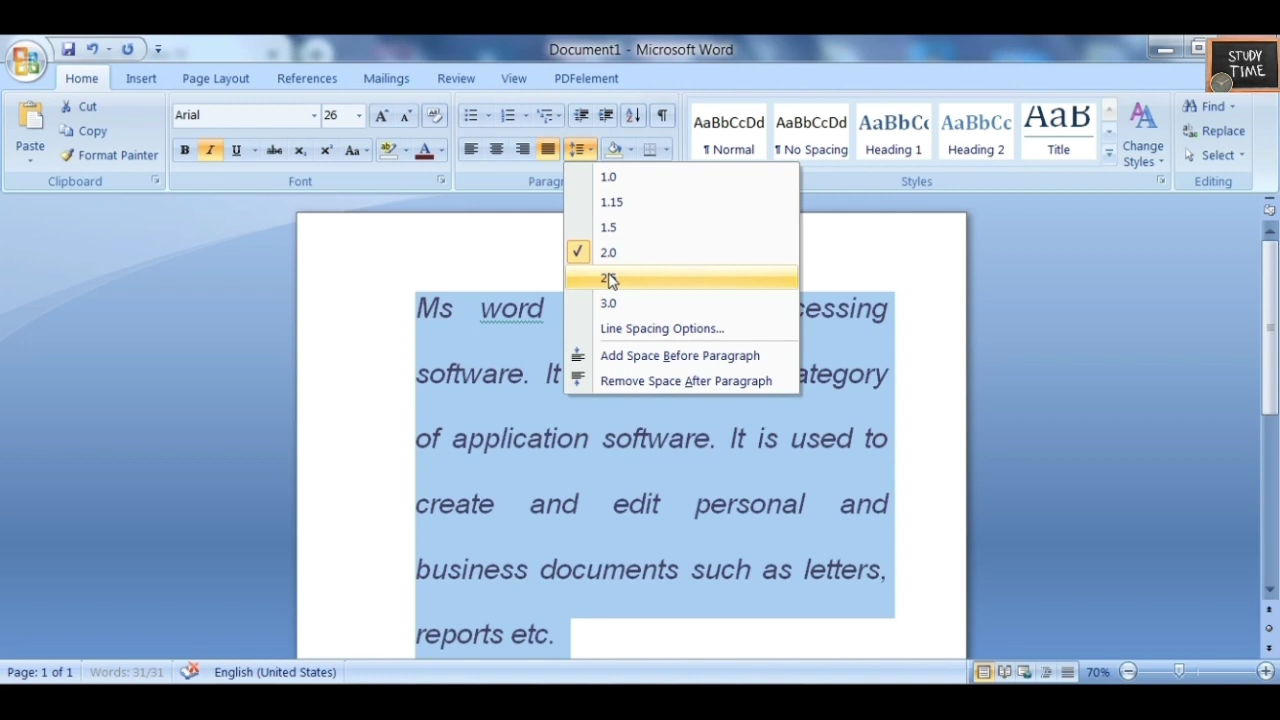 Document1 - Microsoft Word
STUDY
TIME
Home Insert Page Layout References Mailings Review View PDFelement
Paste
Cut
Copy
Format Painter
Clipboard
Arial 26
B I U abc x₂ x² Aa
Font
Paragr
AaBbCcDd AaBbCcDd AaBbCc AaBbCc AaB
¶ Normal ¶ No Spacing Heading 1 Heading 2 Title
Change
Styles
Styles
Find
Replace
Select
Editing
1.0
1.15
1.5
2.0
3.0
Line Spacing Options...
Add Space Before Paragraph
Remove Space After Paragraph
Ms word cessing
software. It ategory
of application software. It is used to
create and edit personal and
business documents such as letters,
reports etc.
Page: 1 of 1 Words: 31/31 English (United States) 70%